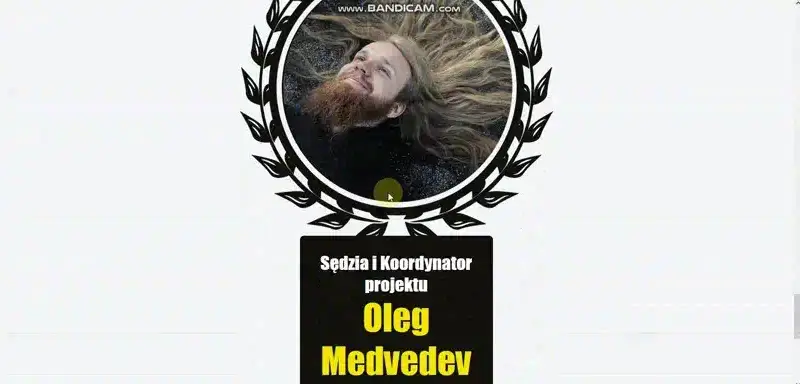 www.BANDICAM.com
Sędzia i Koordynator
projektu
Oleg
Medvedev